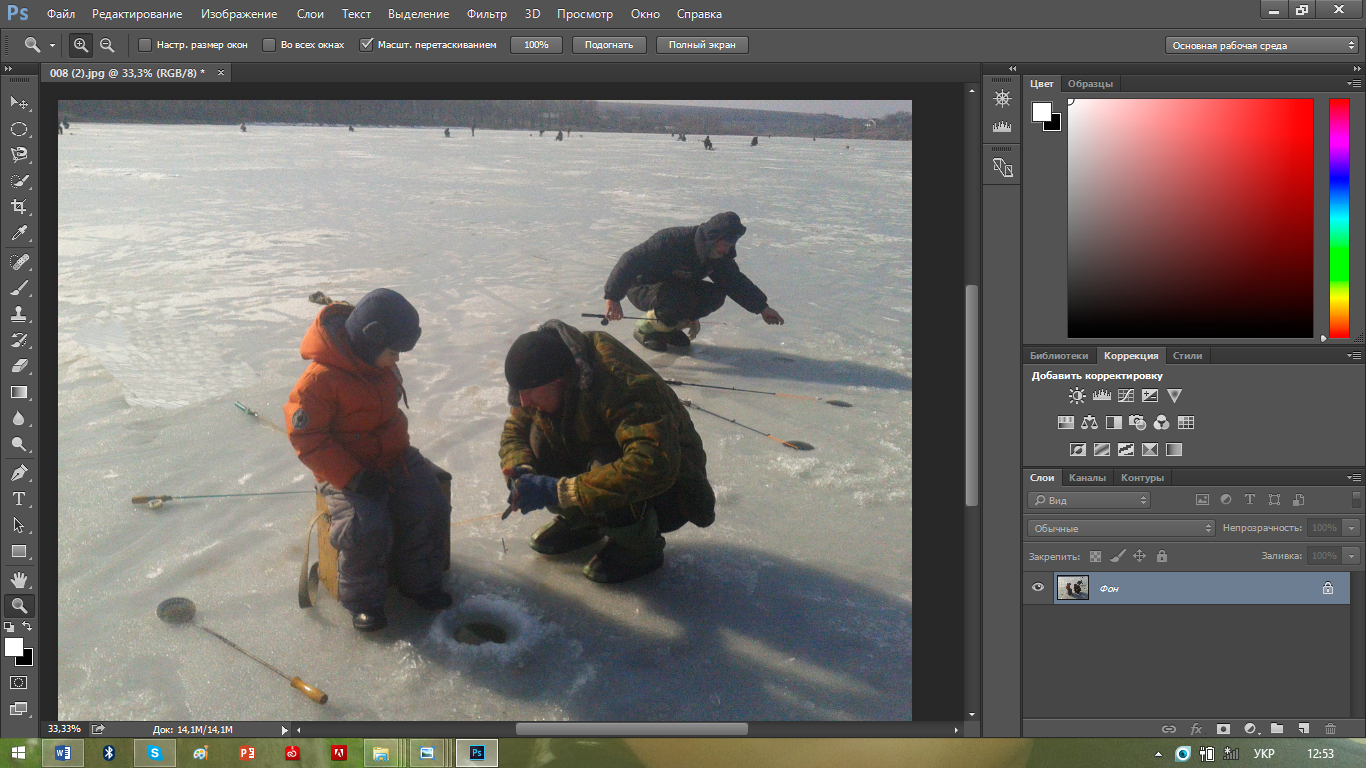 Ps Файл Редактирование Изображение Слои Текст Выделение Фильтр 3D Просмотр Окно Справка
Настр. размер окон Во всех окнах Масшт. перетаскиванием 100% Подогнать Полный экран Основная рабочая среда
008 (2).jpg @ 33,3% (RGB/8) * ×
Цвет Образцы
Библиотеки Коррекция Стили
Добавить корректировку
Слои Каналы Контуры
Вид
Обычные Непрозрачность: 100%
Закрепить: Заливка: 100%
Фон
33,33% Док: 14,1M/14,1M
УКР 12:53